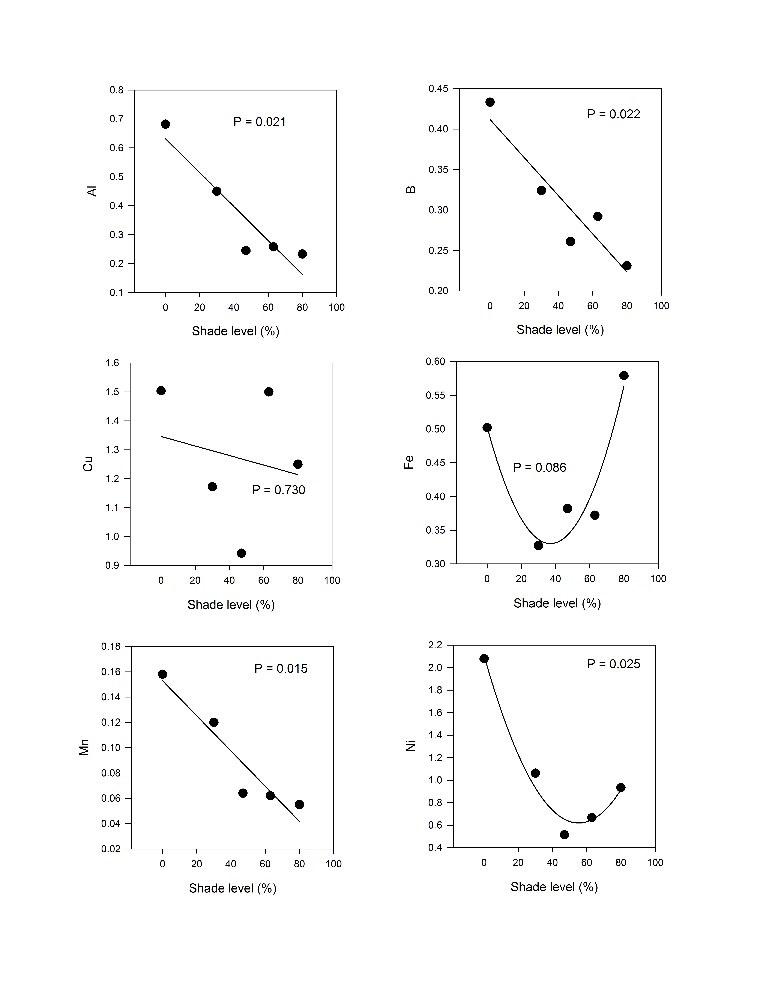 0.8
0.7
0.6
0.5
0.4
0.3
0.2
0.1
Al
P = 0.021
0 20 40 60 80 100
Shade level (%)
0.45
0.40
0.35
0.30
0.25
0.20
B
P = 0.022
0 20 40 60 80 100
Shade level (%)
1.6
1.5
1.4
1.3
1.2
1.1
1.0
0.9
Cu
P = 0.730
0 20 40 60 80 100
Shade level (%)
0.60
0.55
0.50
0.45
0.40
0.35
0.30
Fe
P = 0.086
0 20 40 60 80 100
Shade level (%)
0.18
0.16
0.14
0.12
0.10
0.08
0.06
0.04
0.02
Mn
P = 0.015
0 20 40 60 80 100
Shade level (%)
2.2
2.0
1.8
1.6
1.4
1.2
1.0
0.8
0.6
0.4
Ni
P = 0.025
0 20 40 60 80 100
Shade level (%)